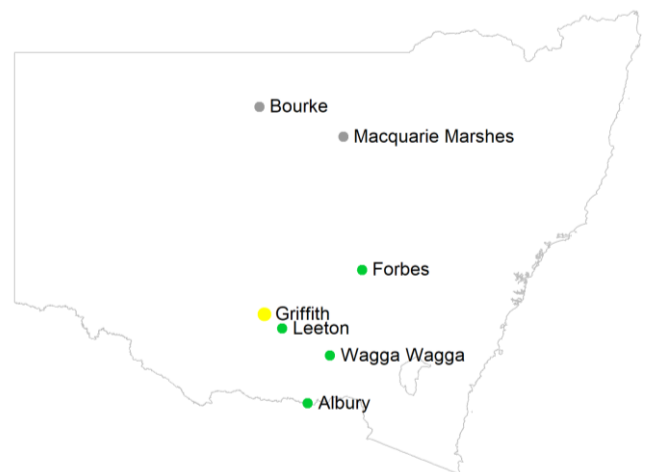 Bourke
Macquarie Marshes
Forbes
Griffith
Leeton
Wagga Wagga
Albury